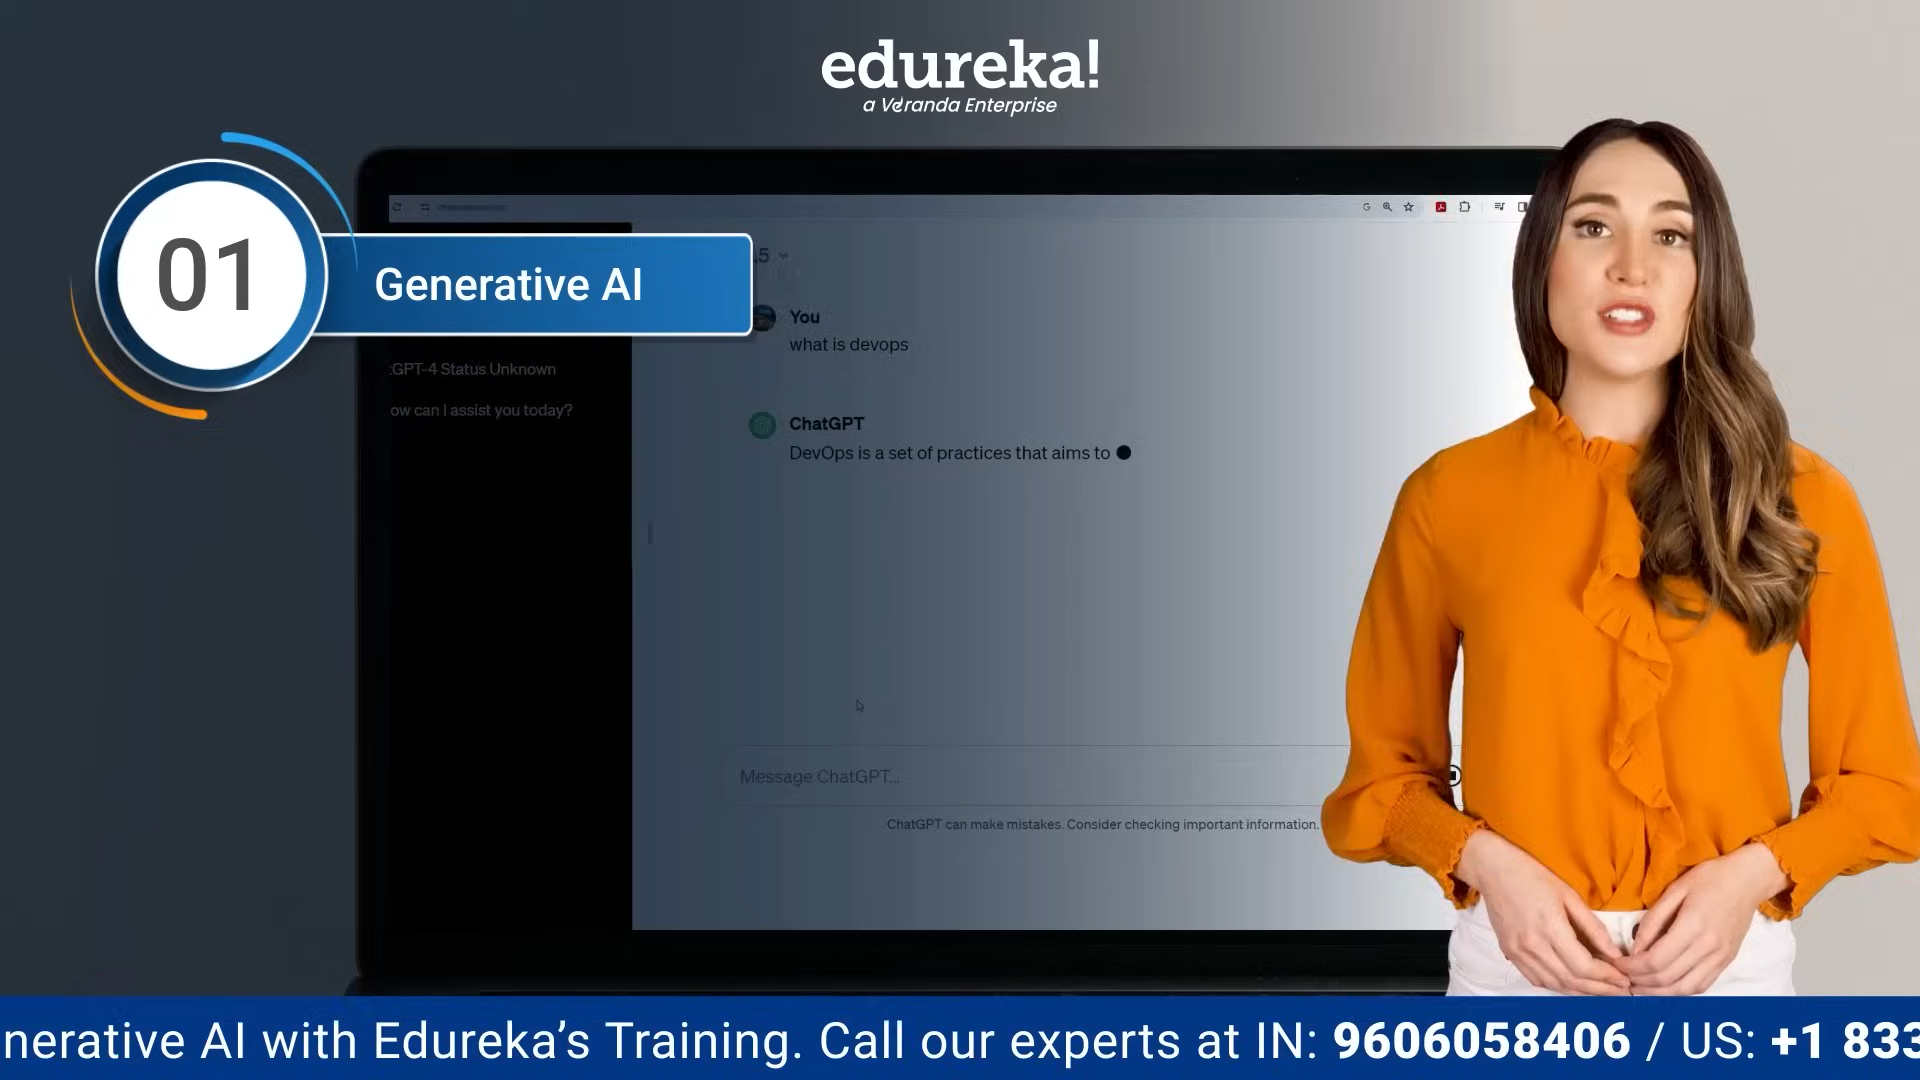 edureka!
a Veranda Enterprise
01
Generative AI
.5
You
what is devops
:GPT-4 Status Unknown
ow can I assist you today?
ChatGPT
DevOps is a set of practices that aims to
Message ChatGPT...
ChatGPT can make mistakes. Consider checking important information.
nerative AI with Edureka’s Training. Call our experts at IN: 9606058406 / US: +1 833